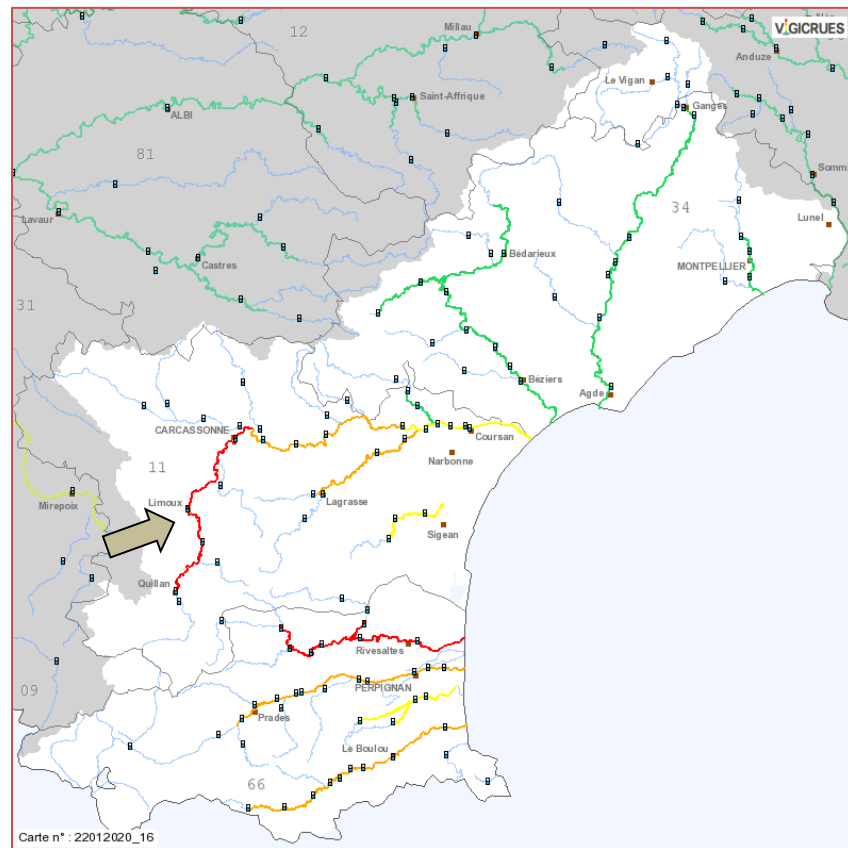 12
Millau
VIGICRUES
Anduze
Le Vigan
Saint-Affrique
Ganges
ALBI
81
Somm
34
Lavaur
Lunel
Castres
Bédarieux
MONTPELLIER
31
Béziers
Agde
CARCASSONNE
Coursan
Narbonne
11
Mirepoix
Limoux
Lagrasse
Sigean
Quillan
Rivesaltes
09
PERPIGNAN
Prades
Le Boulou
66
Carte n° : 22012020_16